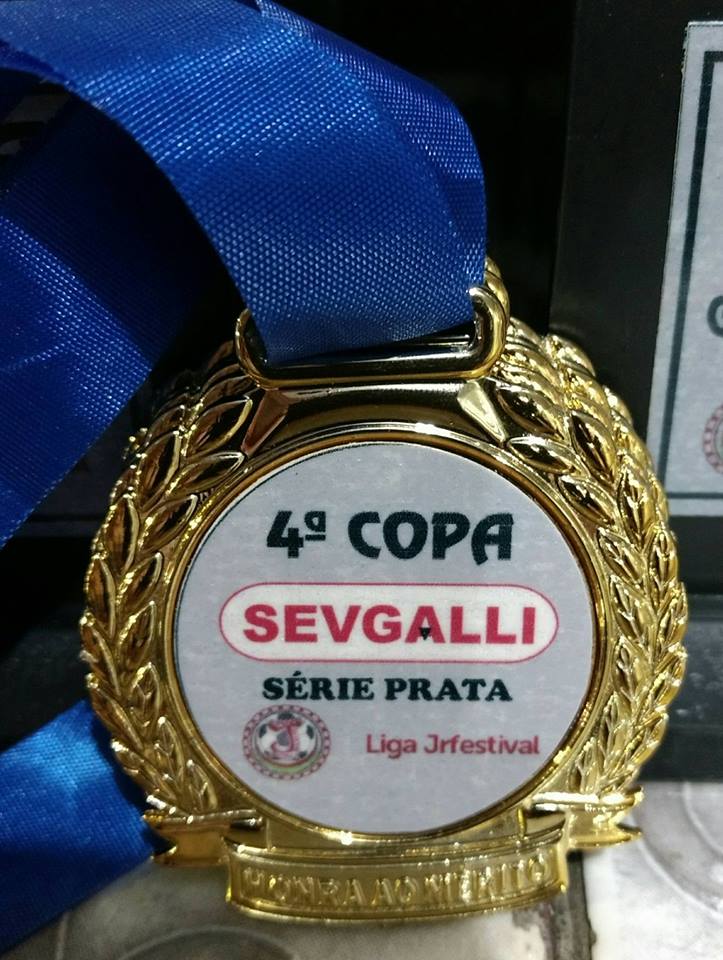 4ª COPA
SEVGALLI
SÉRIE PRATA
Liga Jrfestival
HONRA AO MÉRITO